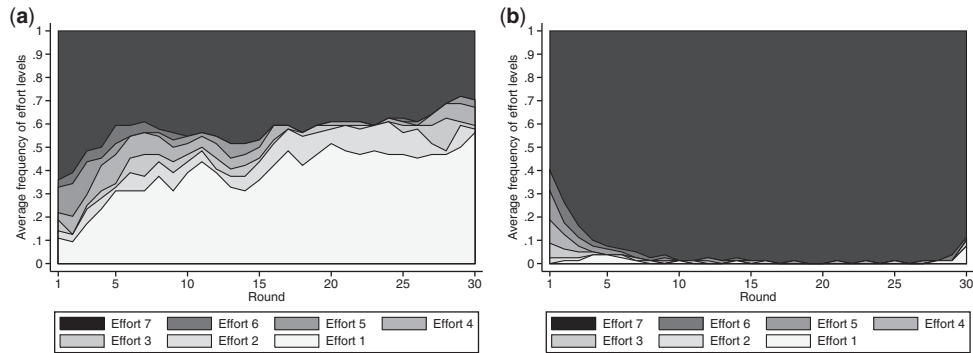 (a)
Average frequency of effort levels
1
.9
.8
.7
.6
.5
.4
.3
.2
.1
0
1 5 10 15 20 25 30
Round
Effort 7 Effort 6 Effort 5 Effort 4
Effort 3 Effort 2 Effort 1
(b)
Average frequency of effort levels
1
.9
.8
.7
.6
.5
.4
.3
.2
.1
0
1 5 10 15 20 25 30
Round
Effort 7 Effort 6 Effort 5 Effort 4
Effort 3 Effort 2 Effort 1